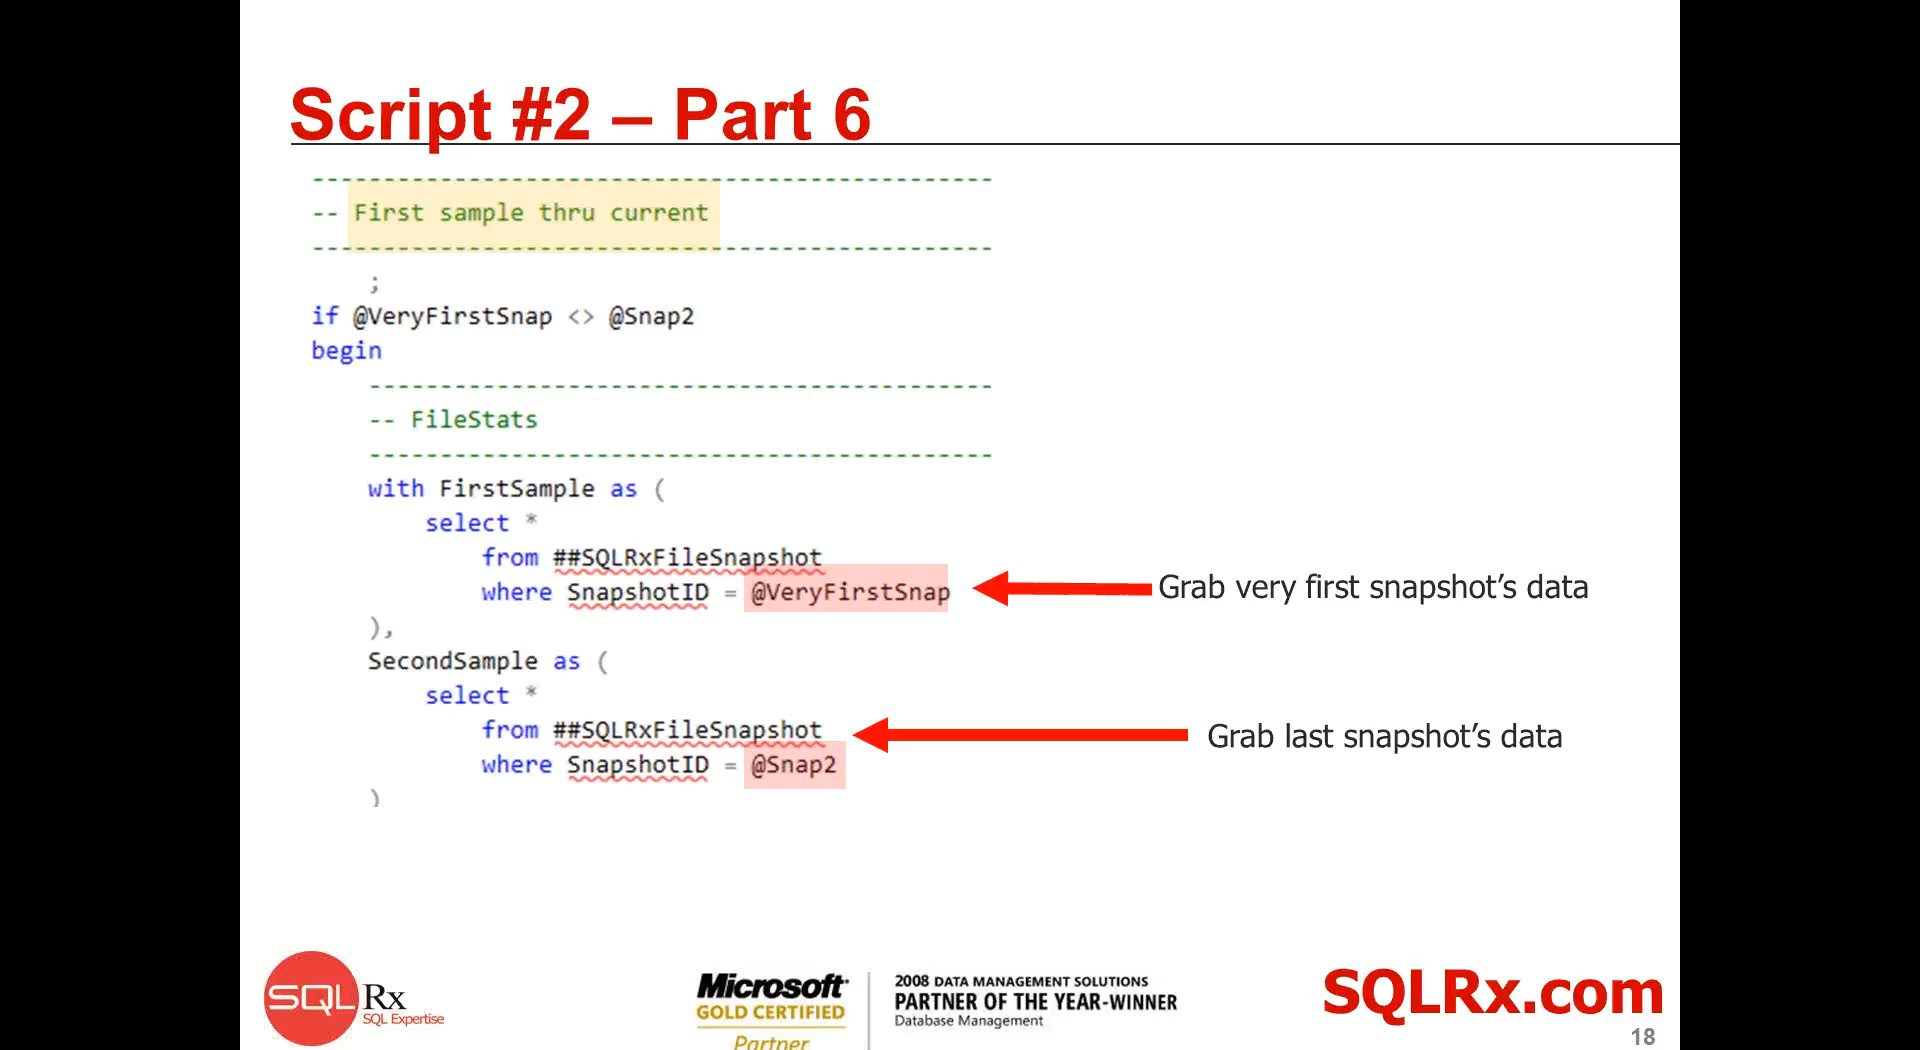 Script #2 – Part 6
------------------------------------------------
-- First sample thru current
------------------------------------------------
;
if @VeryFirstSnap <> @Snap2
begin
--------------------------------------------
-- FileStats
--------------------------------------------
with FirstSample as (
select *
from ##SQLRxFileSnapshot
where SnapshotID = @VeryFirstSnap
Grab very first snapshot’s data
),
SecondSample as (
select *
from ##SQLRxFileSnapshot
Grab last snapshot’s data
where SnapshotID = @Snap2
)
SQL Rx
SQL Expertise
Microsoft
GOLD CERTIFIED
Partner
2008 DATA MANAGEMENT SOLUTIONS
PARTNER OF THE YEAR-WINNER
Database Management
SQLRx.com
18